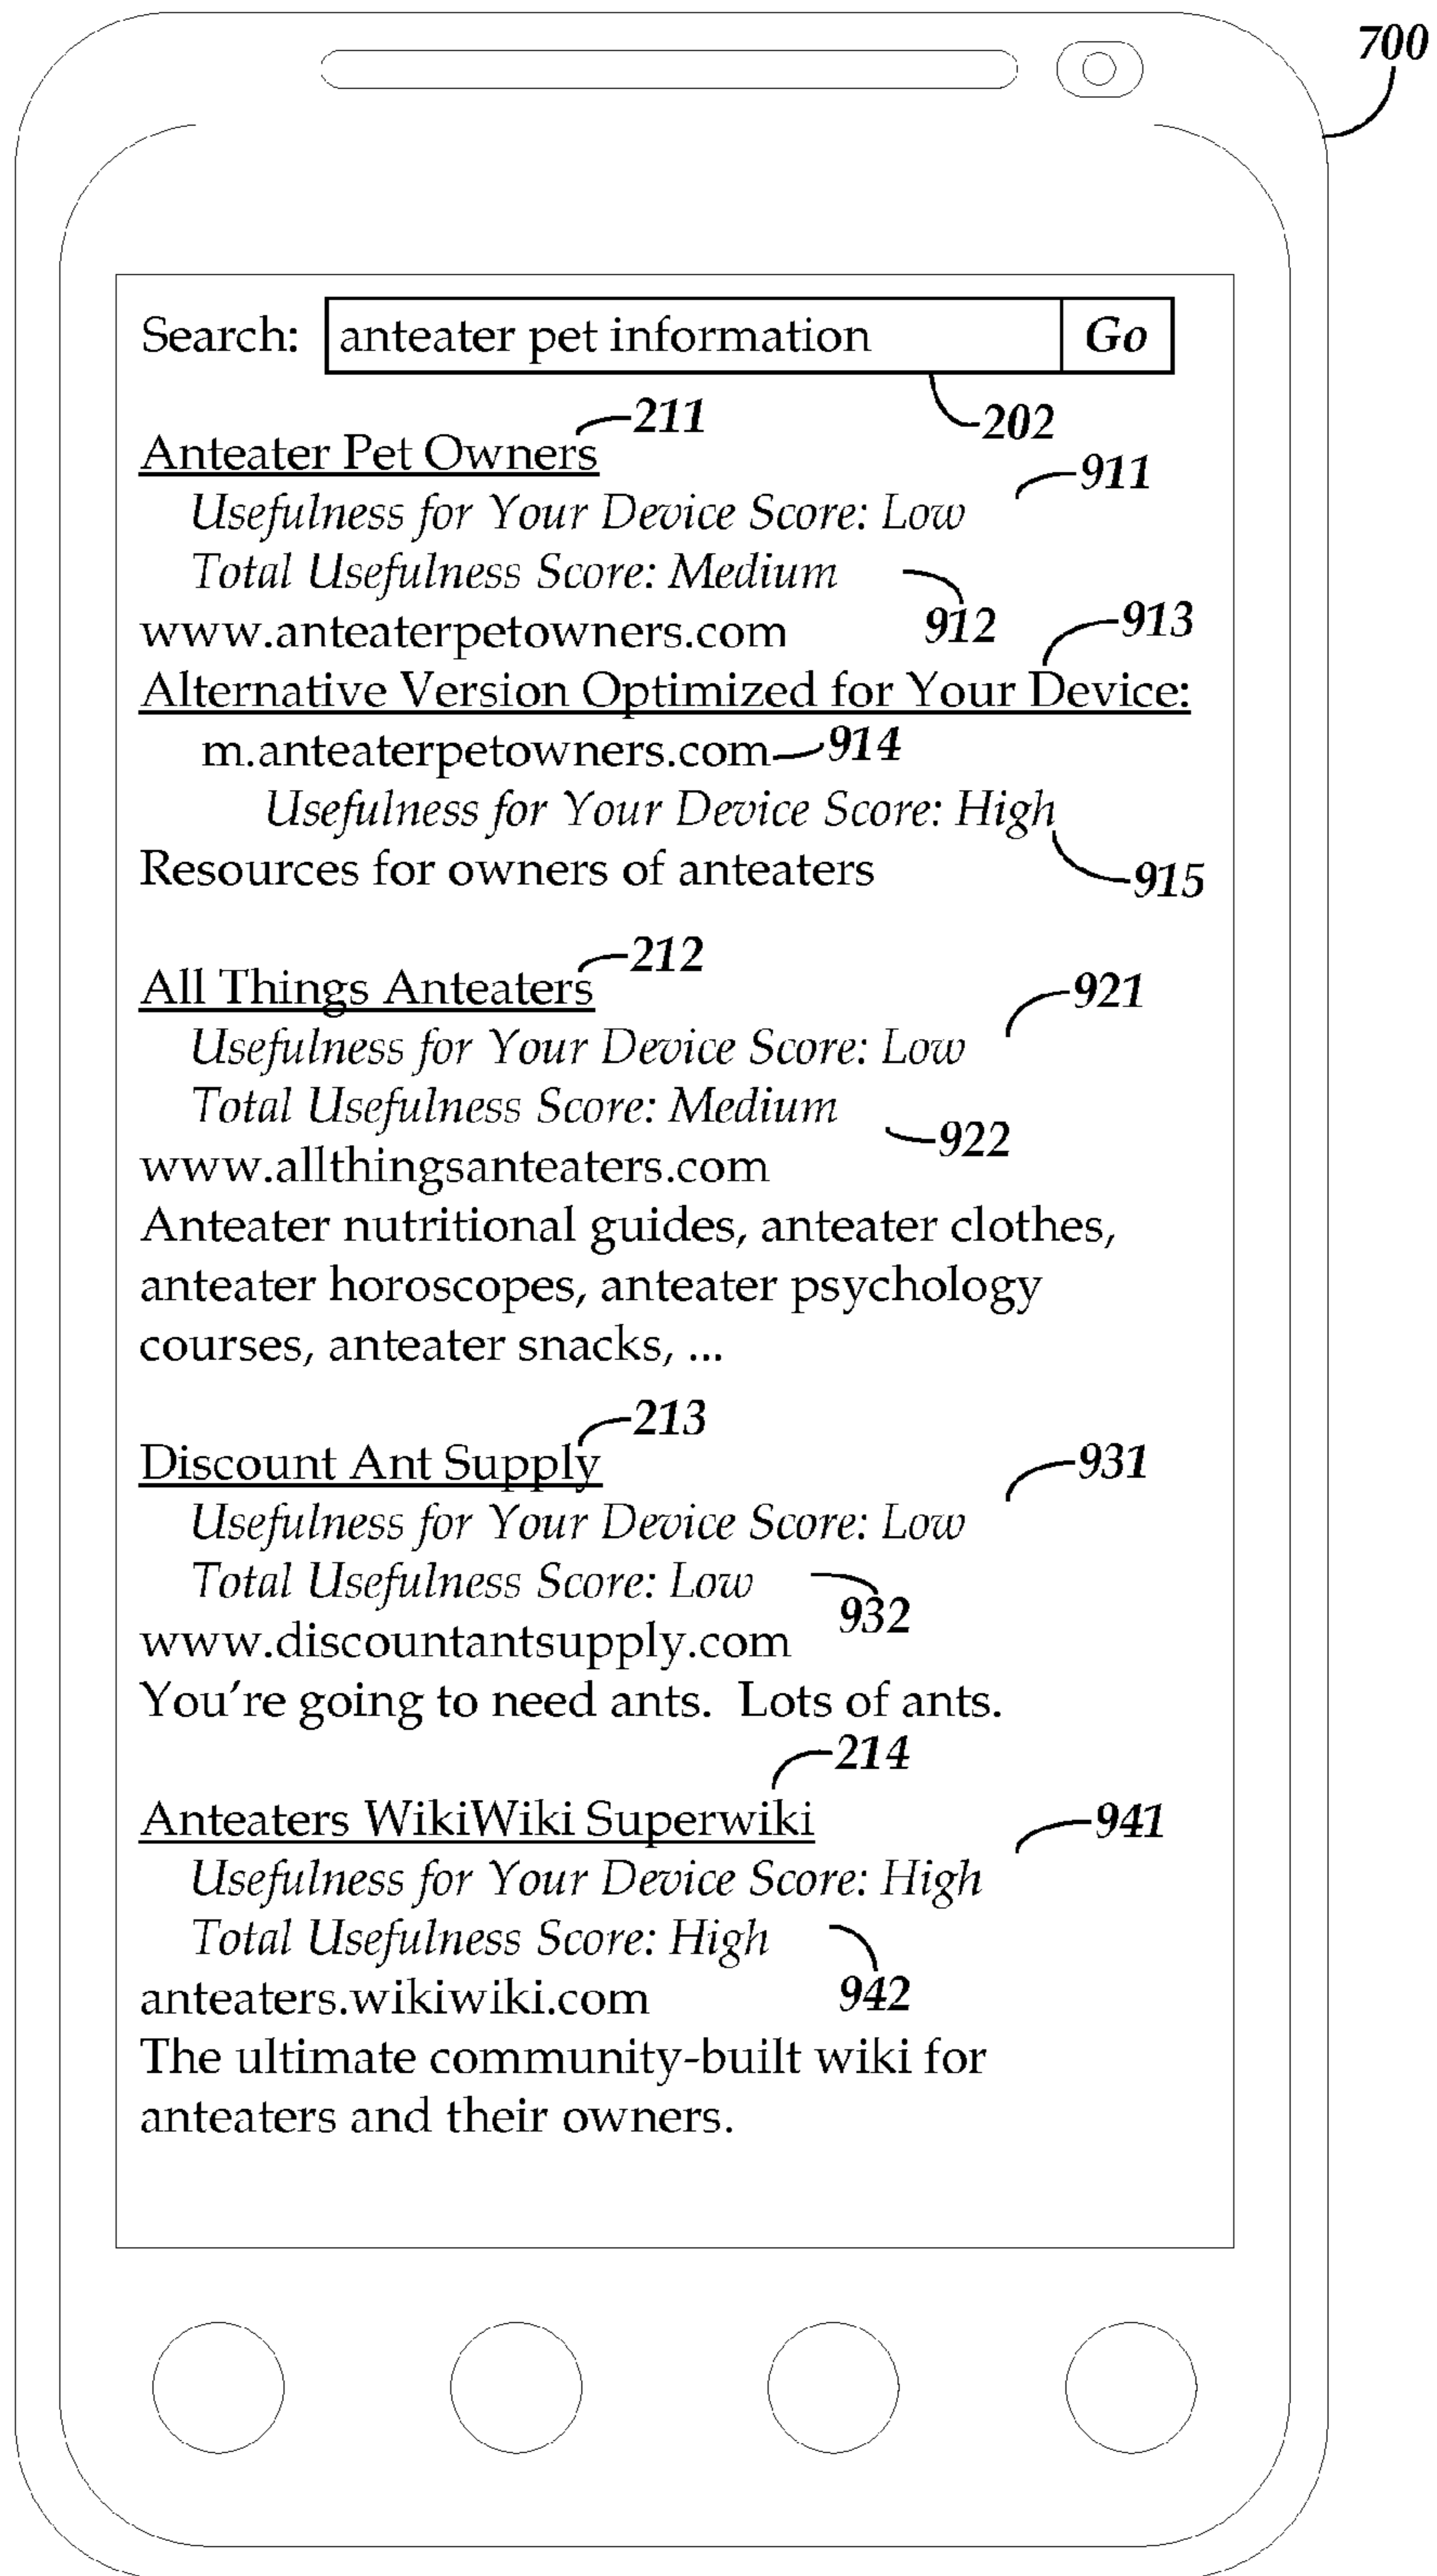 700
Search: anteater pet information Go
202
211
Anteater Pet Owners
911
Usefulness for Your Device Score: Low
Total Usefulness Score: Medium
912
www.anteaterpetowners.com
913
Alternative Version Optimized for Your Device:
m.anteaterpetowners.com 914
Usefulness for Your Device Score: High
Resources for owners of anteaters
915
212
All Things Anteaters
921
Usefulness for Your Device Score: Low
Total Usefulness Score: Medium
922
www.allthingsanteaters.com
Anteater nutritional guides, anteater clothes,
anteater horoscopes, anteater psychology
courses, anteater snacks, ...
213
Discount Ant Supply
931
Usefulness for Your Device Score: Low
Total Usefulness Score: Low
932
www.discountantsupply.com
You're going to need ants. Lots of ants.
214
Anteaters WikiWiki Superwiki
941
Usefulness for Your Device Score: High
Total Usefulness Score: High
942
anteaters.wikiwiki.com
The ultimate community-built wiki for
anteaters and their owners.